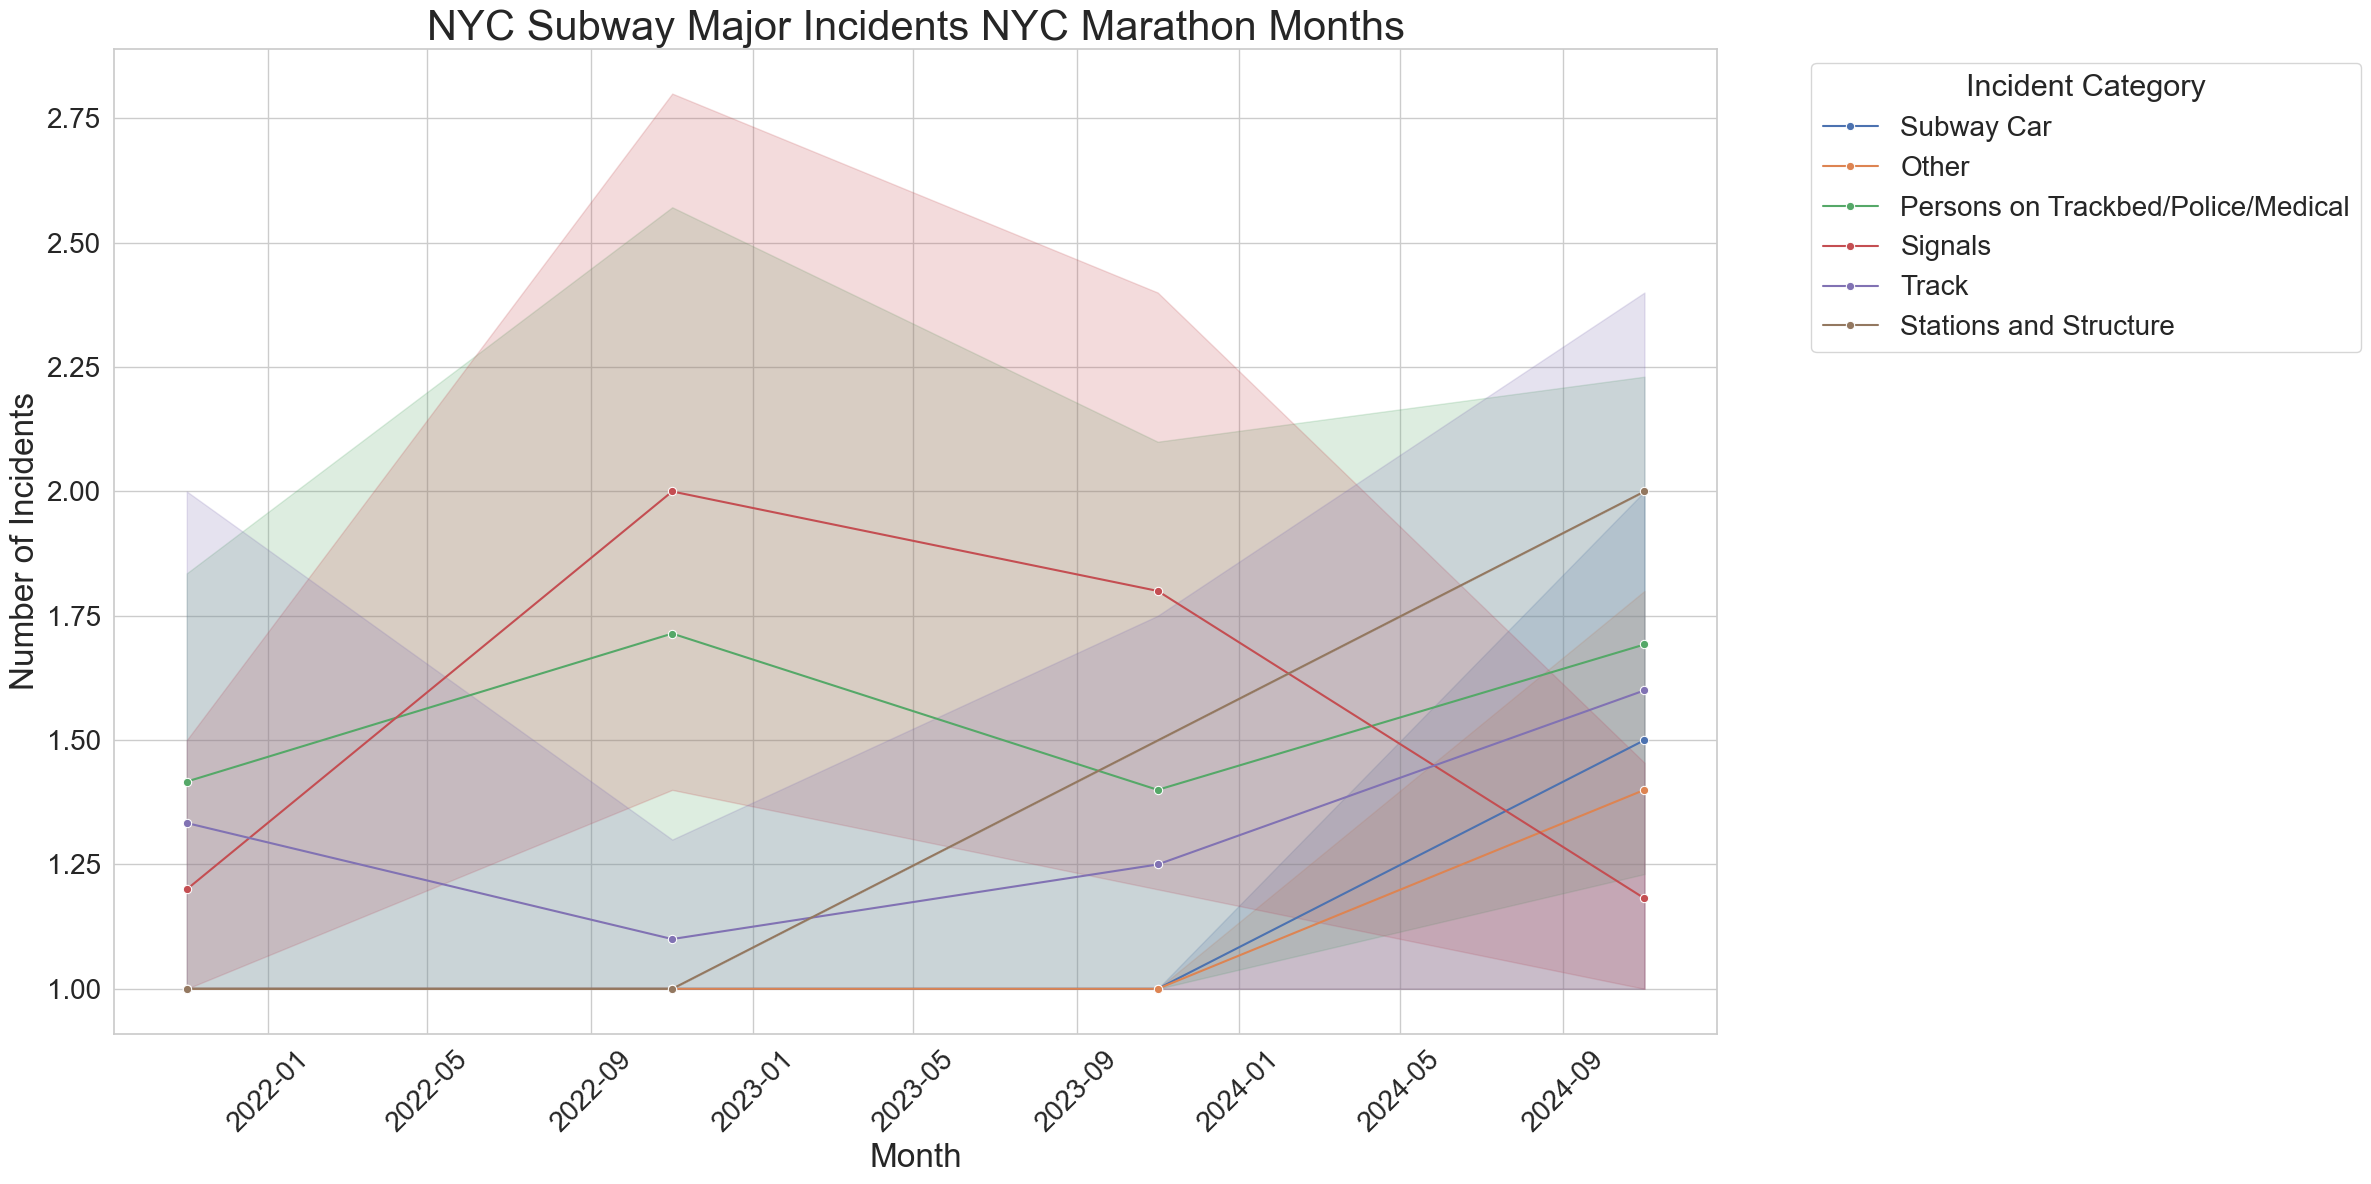 NYC Subway Major Incidents NYC Marathon Months
Number of Incidents
2.75
2.50
2.25
2.00
1.75
1.50
1.25
1.00
2022-01
2022-05
2022-09
2023-01
2023-05
2023-09
2024-01
2024-05
2024-09
Month
Incident Category
Subway Car
Other
Persons on Trackbed/Police/Medical
Signals
Track
Stations and Structure